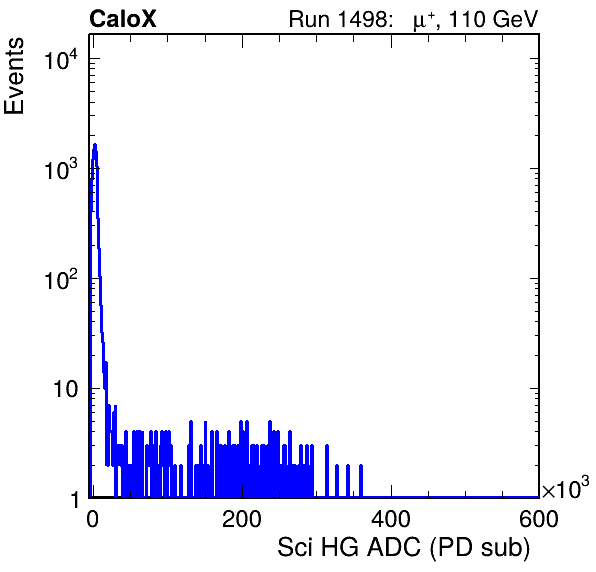 CaloX Run 1498: μ⁺, 110 GeV
Events
10⁴
10³
10²
10
1
0 200 400 600
×10³
Sci HG ADC (PD sub)